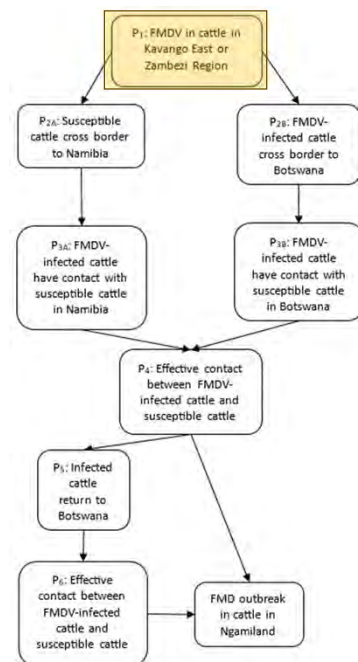 P1: FMDV in cattle in
Kavango East or
Zambezi Region
P2A: Susceptible
cattle cross border
to Namibia
P2B: FMDV-
infected cattle
cross border to
Botswana
P3A: FMDV-
infected cattle
have contact with
susceptible cattle
in Namibia
P3B: FMDV-
infected cattle
have contact with
susceptible cattle
in Botswana
P4: Effective contact
between FMDV-
infected cattle and
susceptible cattle
P5: Infected
cattle
return to
Botswana
P6: Effective
contact between
FMDV-infected
cattle and
susceptible cattle
FMD outbreak
in cattle in
Ngamiland